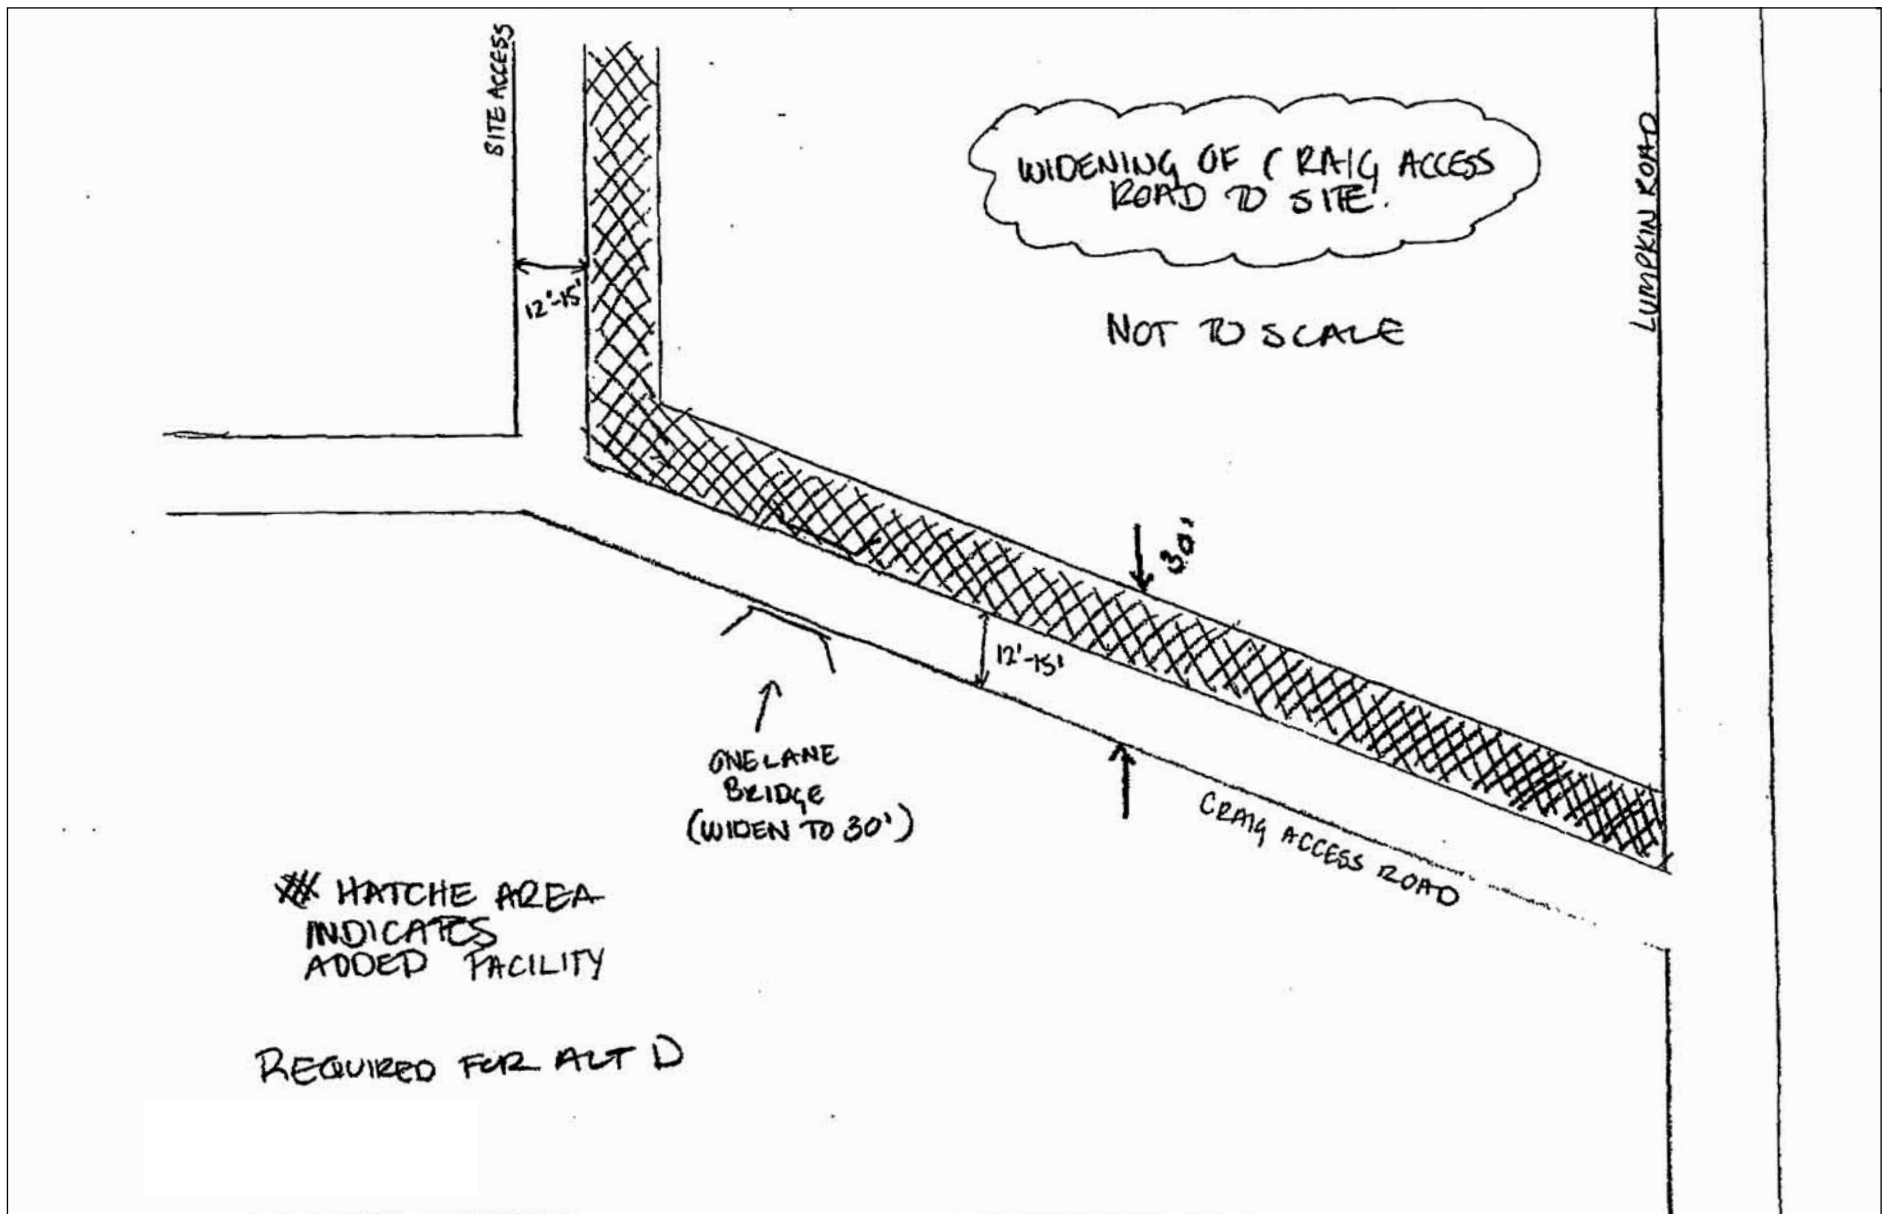 SITE ACCESS
WIDENING OF CRAIG ACCESS
ROAD TO SITE.
NOT TO SCALE
LUMPKIN ROAD
12'-15'
30'
12'-15'
ONE LANE
BRIDGE
(WIDEN TO 30')
CRAIG ACCESS ROAD
HATCHE AREA
INDICATES
ADDED FACILITY
REQUIRED FOR ALT D